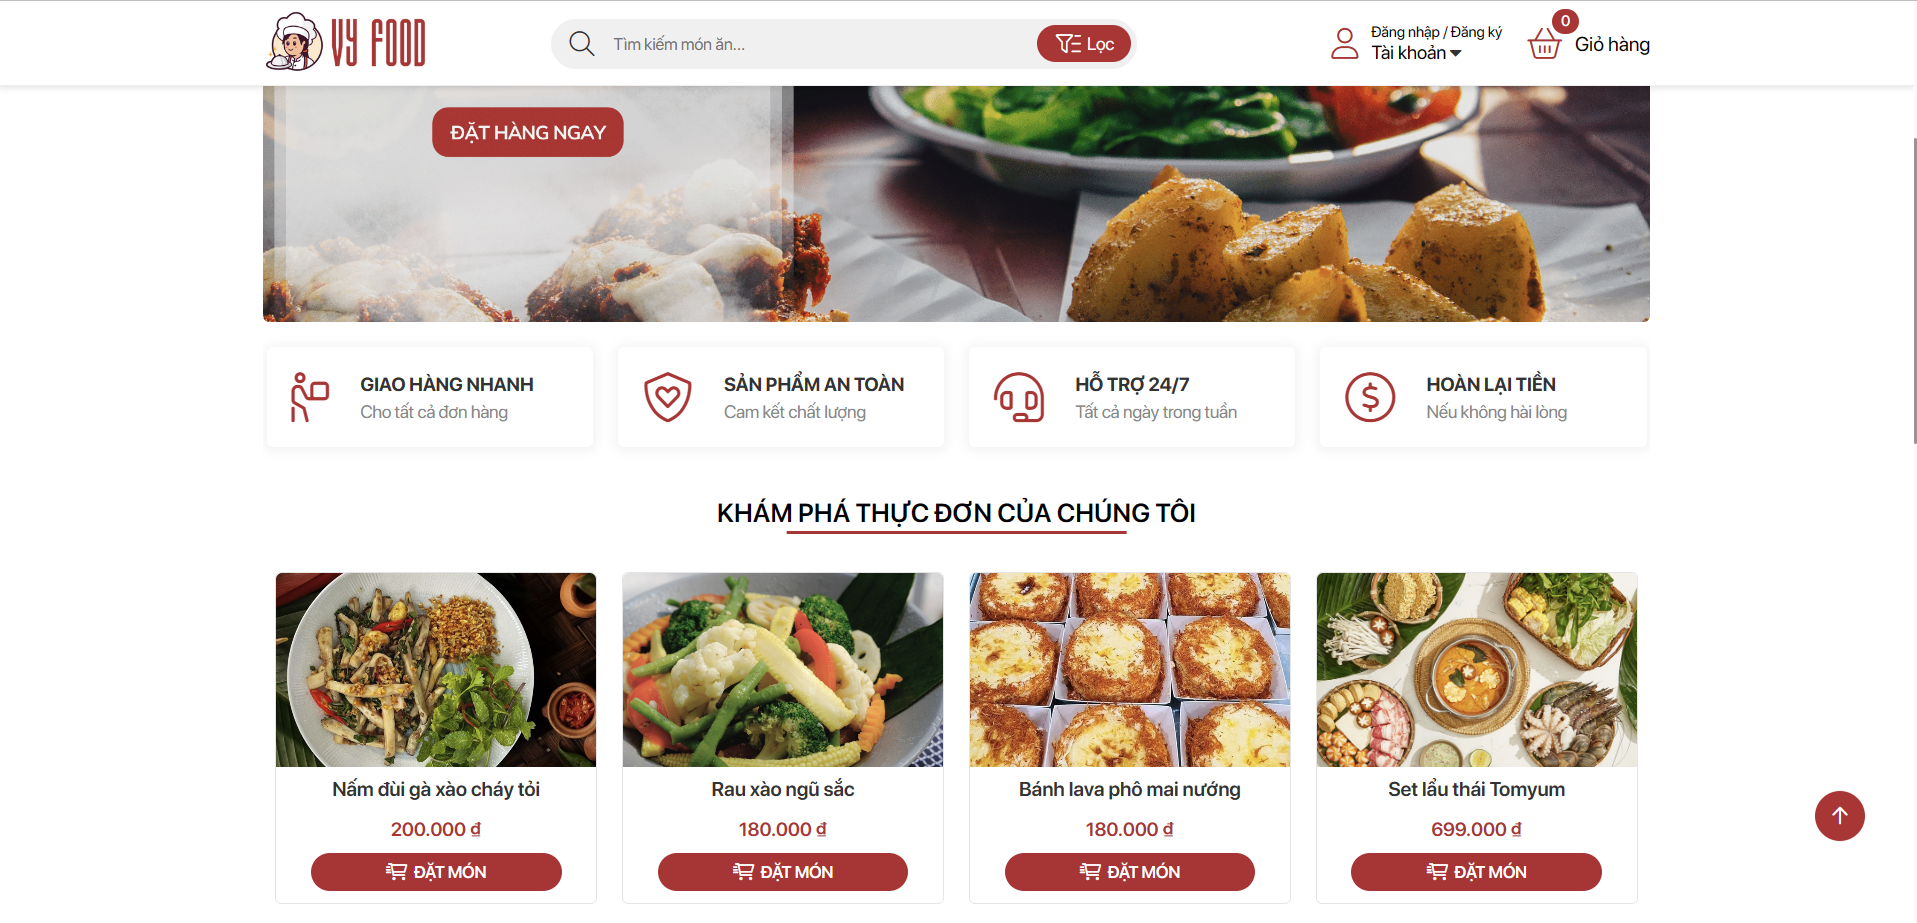 VY FOOD
Tìm kiếm món ăn...
Lọc
Đăng nhập / Đăng ký
Tài khoản
0
Giỏ hàng
ĐẶT HÀNG NGAY
GIAO HÀNG NHANH
Cho tất cả đơn hàng
SẢN PHẨM AN TOÀN
Cam kết chất lượng
HỖ TRỢ 24/7
Tất cả ngày trong tuần
HOÀN LẠI TIỀN
Nếu không hài lòng
KHÁM PHÁ THỰC ĐƠN CỦA CHÚNG TÔI
Nấm đùi gà xào cháy tỏi
200.000 ₫
ĐẶT MÓN
Rau xào ngũ sắc
180.000 ₫
ĐẶT MÓN
Bánh lava phô mai nướng
180.000 ₫
ĐẶT MÓN
Set lẩu thái Tomyum
699.000 ₫
ĐẶT MÓN